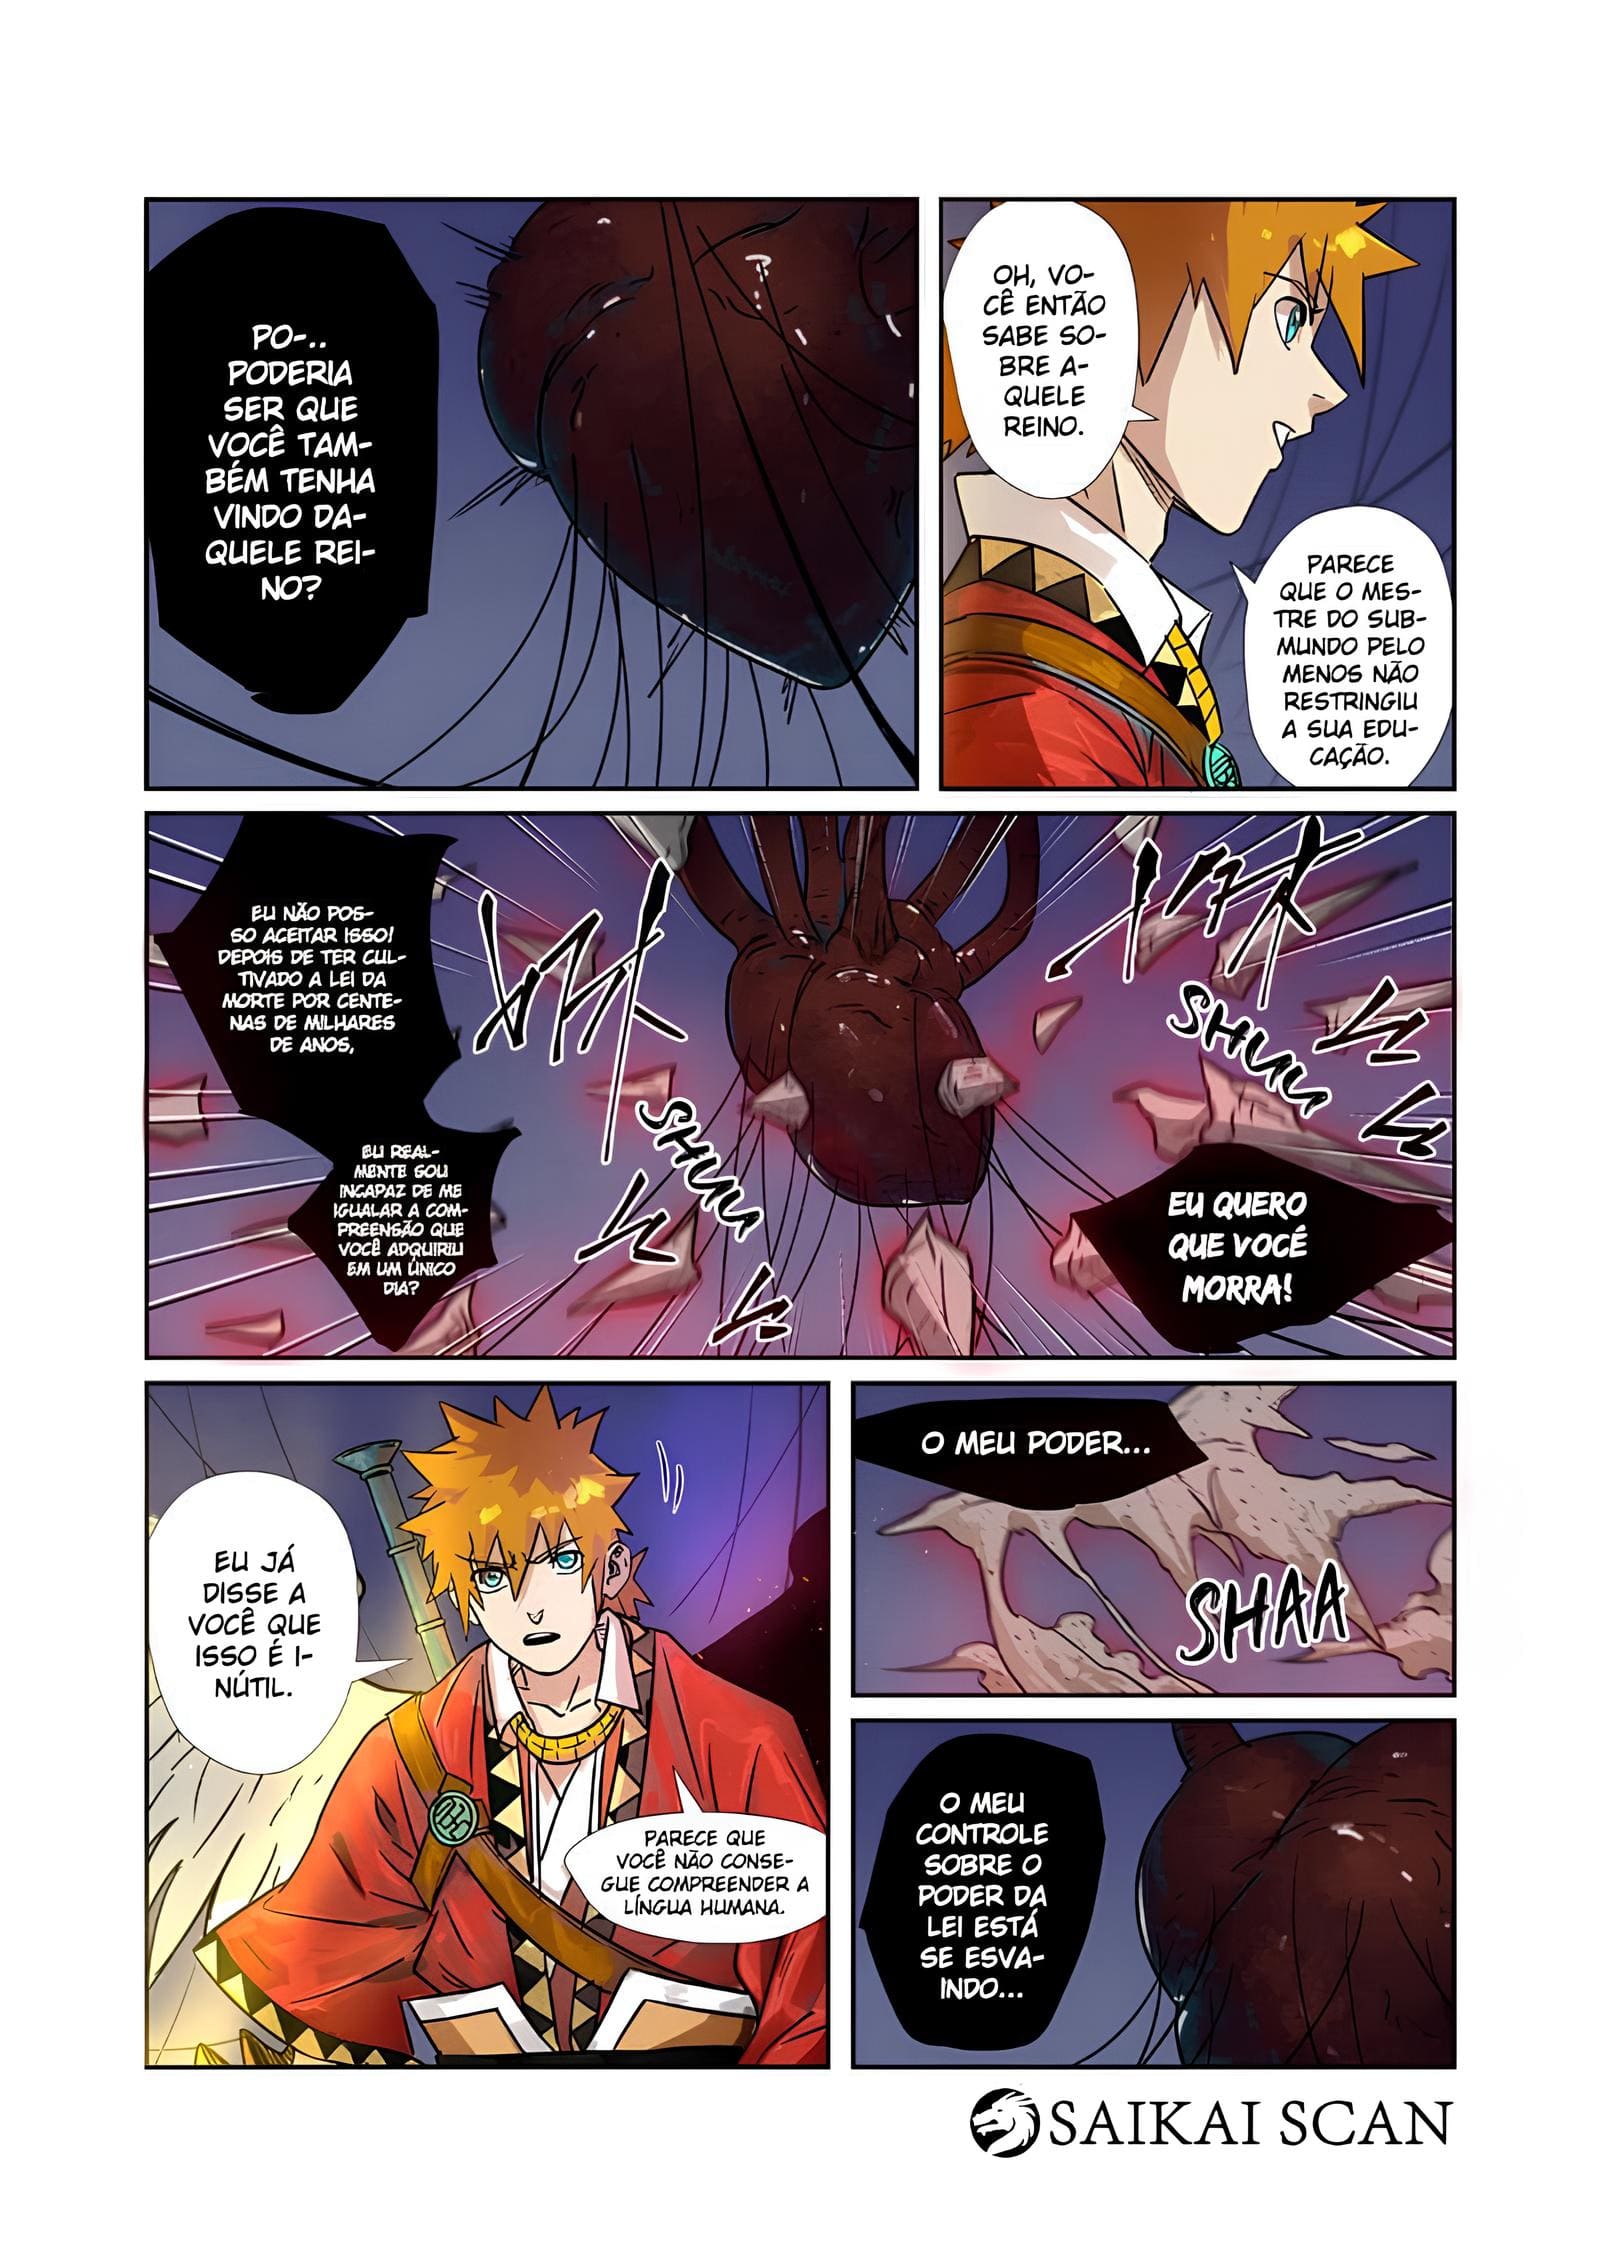 PO-..
PODERIA
SER QUE
VOCÊ TAM-
BÉM TENHA
VINDO DA-
QUELE REI-
NO?
OH, VO-
CÊ ENTÃO
SABE SO-
BRE A-
QUELE
REINO.
PARECE
QUE O MES-
TRE DO SUB-
MUNDO PELO
MENOS NÃO
RESTRINGIU
A SUA EDU-
CAÇÃO.
EU NÃO POS-
SO ACEITAR ISSO!
DEPOIS DE TER CUL-
TIVADO A LEI DA
MORTE POR CENTE-
NAS DE MILHARES
DE ANOS,
EU REAL-
MENTE SOU
INCAPAZ DE ME
IGUALAR A COM-
PREENSÃO QUE
VOCÊ ADQUIRIU
EM UM ÚNICO
DIA?
SHUU
SHUU
EU QUERO
QUE VOCÊ
MORRA!
EU JÁ
DISSE A
VOCÊ QUE
ISSO É I-
NÚTIL.
PARECE QUE
VOCÊ NÃO CONSE-
GUE COMPREENDER A
LÍNGUA HUMANA.
O MEU PODER...
SHAA
O MEU
CONTROLE
SOBRE O
PODER DA
LEI ESTÁ
SE ESVA-
INDO...
SAIKAI SCAN